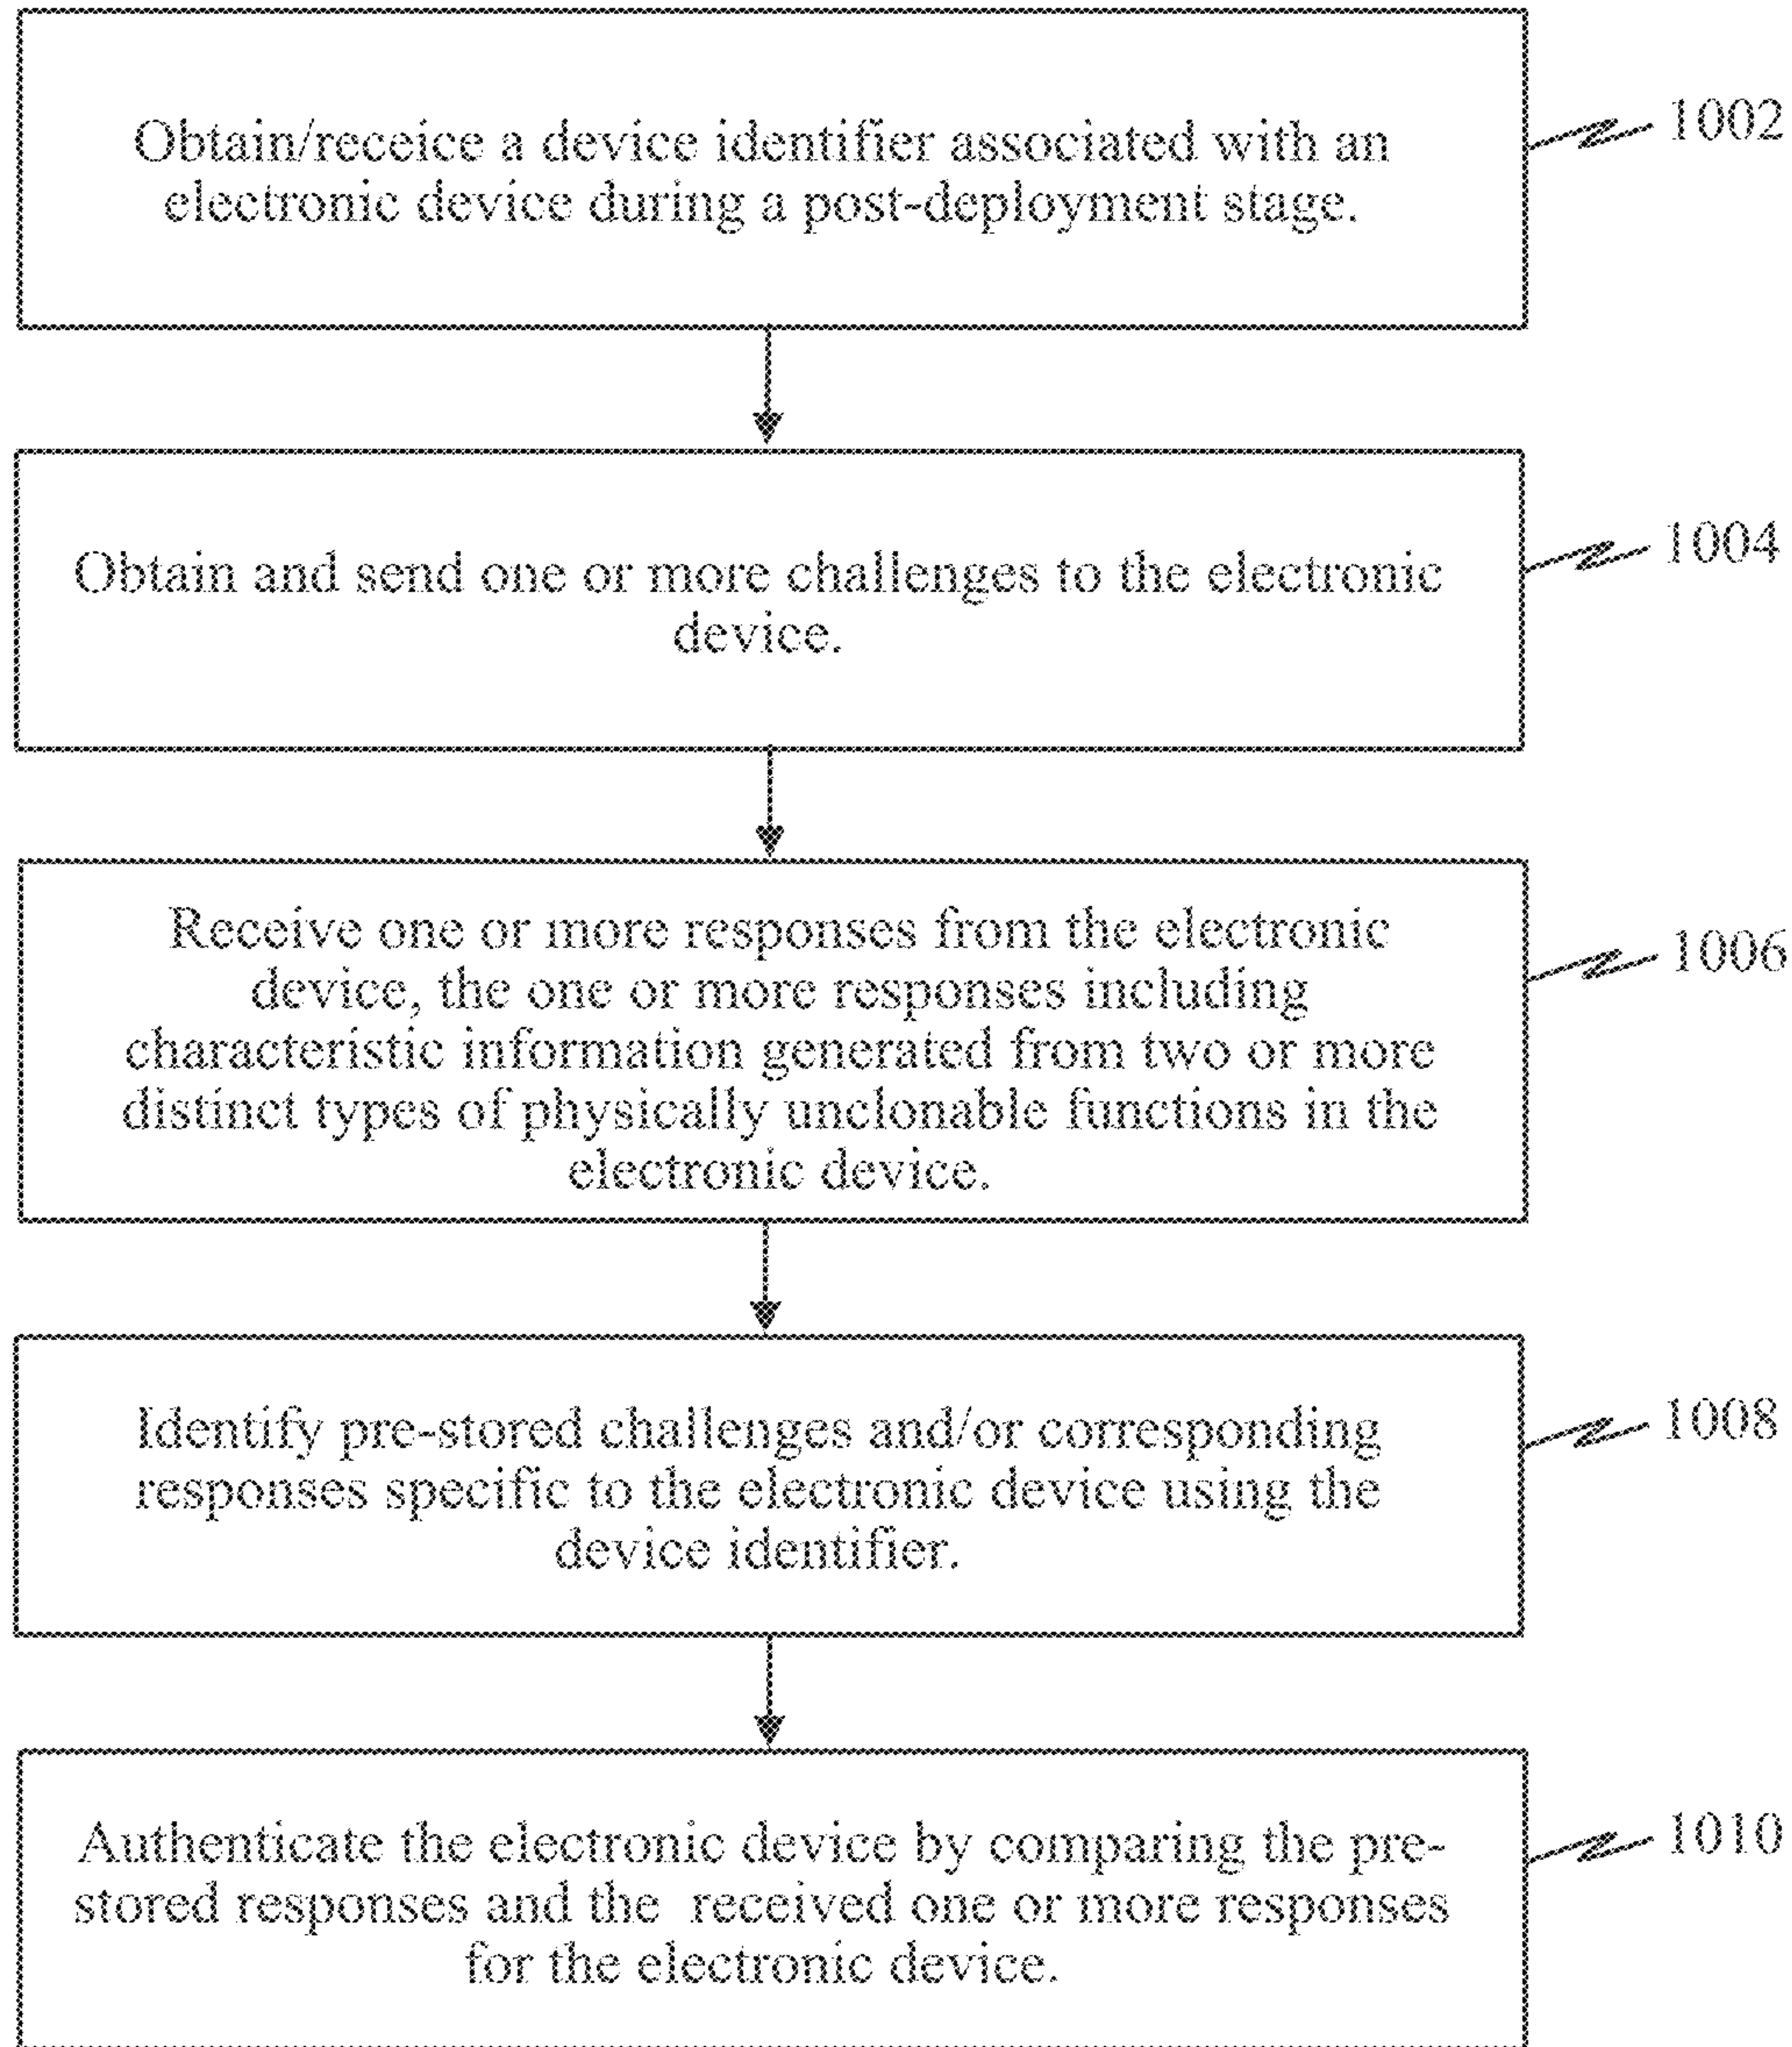 Obtain/receice a device identifier associated with an
electronic device during a post-deployment stage.
1002
Obtain and send one or more challenges to the electronic
device.
1004
Receive one or more responses from the electronic
device, the one or more responses including
characteristic information generated from two or more
distinct types of physically unclonable functions in the
electronic device.
1006
Identify pre-stored challenges and/or corresponding
responses specific to the electronic device using the
device identifier.
1008
Authenticate the electronic device by comparing the pre-
stored responses and the received one or more responses
for the electronic device.
1010